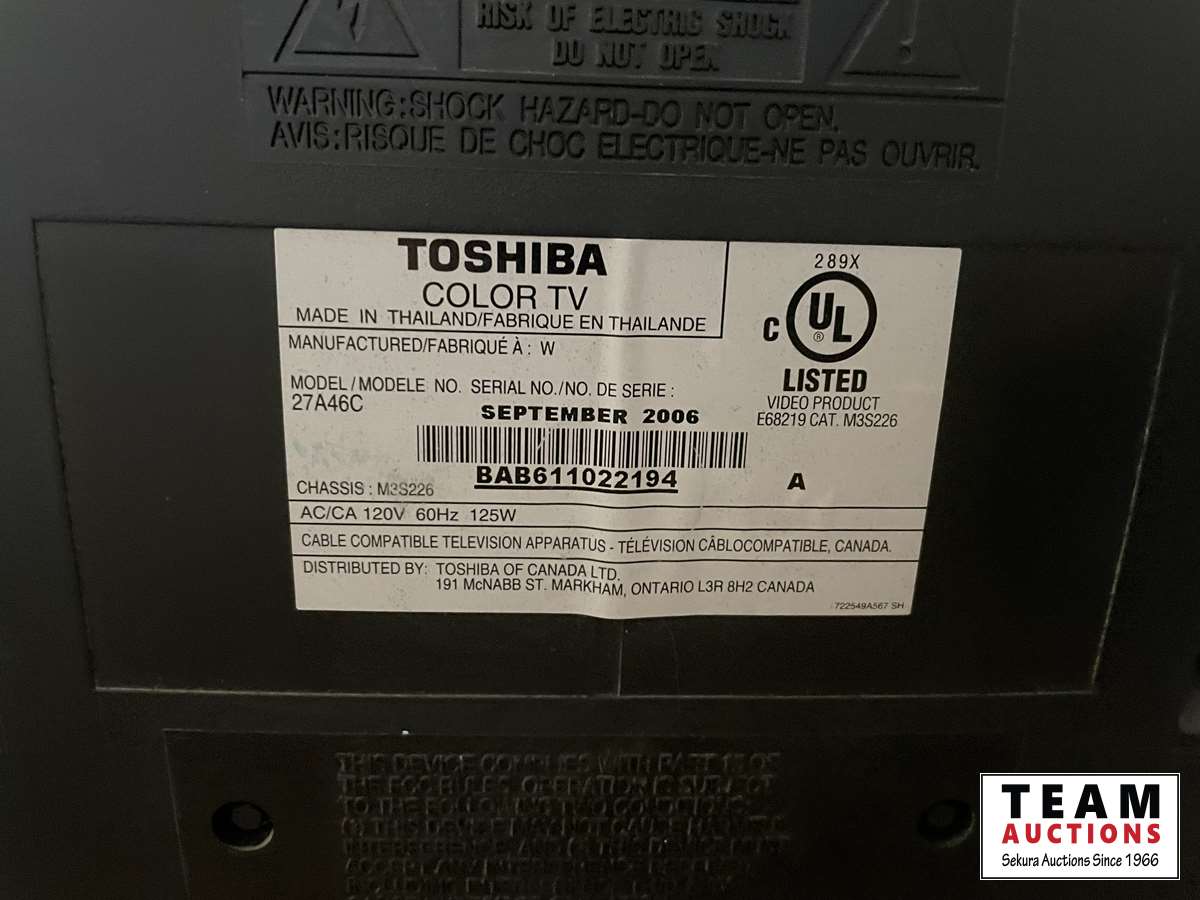 RISK OF ELECTRIC SHOCK
DO NOT OPEN
WARNING:SHOCK HAZARD-DO NOT OPEN.
AVIS:RISQUE DE CHOC ELECTRIQUE-NE PAS OUVRIR.
TOSHIBA
COLOR TV
MADE IN THAILAND/FABRIQUE EN THAILANDE
MANUFACTURED/FABRIQUÉ À : W
289X
C UL ®
LISTED
VIDEO PRODUCT
E68219 CAT. M3S226
MODEL/MODELE NO. SERIAL NO./NO. DE SERIE :
27A46C
SEPTEMBER 2006
BAB611022194
A
CHASSIS : M3S226
AC/CA 120V 60Hz 125W
CABLE COMPATIBLE TELEVISION APPARATUS - TÉLÉVISION CÂBLOCOMPATIBLE, CANADA.
DISTRIBUTED BY: TOSHIBA OF CANADA LTD.
191 McNABB ST. MARKHAM, ONTARIO L3R 8H2 CANADA
722549A567 SH
THIS DEVICE COMPLIES WITH PART 15 OF
THE FCC RULES. OPERATION IS SUBJECT
TO THE FOLLOWING TWO CONDITIONS:
THIS DEVICE MAY NOT CAUSE
TEAM
AUCTIONS
Sekura Auctions Since 1966